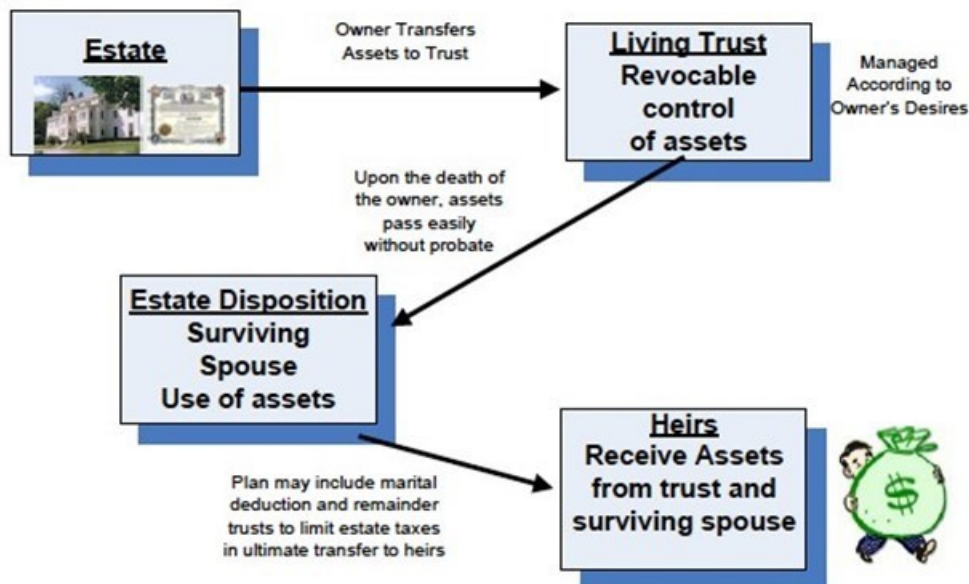 Estate
Owner Transfers
Assets to Trust
Living Trust
Revocable
control
of assets
Managed
According to
Owner's Desires
Upon the death of
the owner, assets
pass easily
without probate
Estate Disposition
Surviving
Spouse
Use of assets
Plan may include marital
deduction and remainder
trusts to limit estate taxes
in ultimate transfer to heirs
Heirs
Receive Assets
from trust and
surviving spouse
$